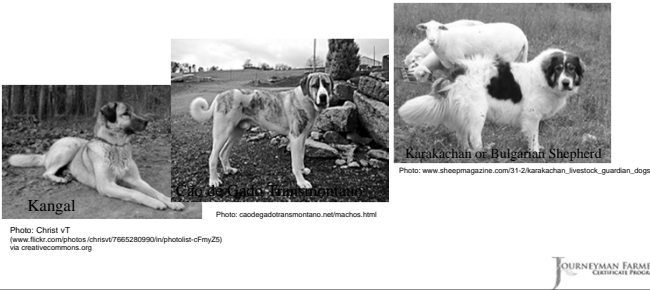 Karakachan or Bulgarian Shepherd
Photo: www.sheepmagazine.com/31-2/karakachan_livestock_guardian_dogs
Cão de Gado Transmontano
Photo: caodegadotransmontano.net/machos.html
Kangal
Photo: Christ vT
(www.flickr.com/photos/chrisvt/7665280990/in/photolist-cFmyZ5)
via creativecommons.org
JOURNEYMAN FARME
CERTIFICATE PROGR